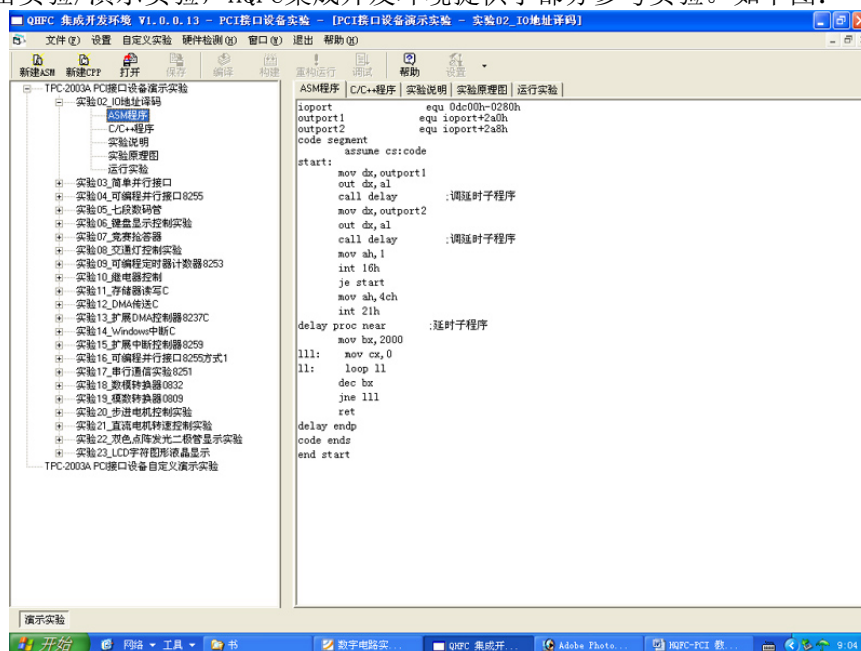 出实验/演示实验，HQFC集成开发环境提供了部分参考实验。如下图：
QHFC 集成开发环境 V1.0.0.13 - PCI接口设备实验 - [PCI接口设备演示实验 - 实验02_IO地址译码]
文件(F) 设置 自定义实验 硬件检测(Q) 窗口(W) 退出 帮助(H)
新建ASM 新建CPP 打开 保存 编译 构建 重构运行 调试 帮助 设置
TPC-2003A PCI接口设备演示实验
实验02_IO地址译码
ASM程序
C/C++程序
实验说明
实验原理图
运行实验
实验03_简单并行接口
实验04_可编程并行接口8255
实验05_七段数码管
实验06_键盘显示控制实验
实验07_竞赛抢答器
实验08_交通灯控制实验
实验09_可编程定时器计数器8253
实验10_继电器控制
实验11_存储器读写C
实验12_DMA传送C
实验13_扩展DMA控制器8237C
实验14_Windows中断C
实验15_扩展中断控制器8259
实验16_可编程并行接口8255方式1
实验17_串行通信实验8251
实验18_数模转换器0832
实验19_模数转换器0809
实验20_步进电机控制实验
实验21_直流电机转速控制实验
实验22_双色点阵发光二极管显示实验
实验23_LCD字符图形液晶显示
TPC-2003A PCI接口设备自定义演示实验
ASM程序 C/C++程序 实验说明 实验原理图 运行实验
ioport equ 0dc00h-0280h
outport1 equ ioport+2a0h
outport2 equ ioport+2a8h
code segment
assume cs:code
start:
mov dx,outport1
out dx,al
call delay ;调延时子程序
mov dx,outport2
out dx,al
call delay ;调延时子程序
mov ah,1
int 16h
je start
mov ah,4ch
int 21h
delay proc near ;延时子程序
mov bx,2000
lll: mov cx,0
ll: loop ll
dec bx
jne lll
ret
delay endp
code ends
end start
演示实验
开始 网络 工具 书 数字电路实... QHFC 集成开... Adobe Photo... HQFC-PCI 教... 9:04